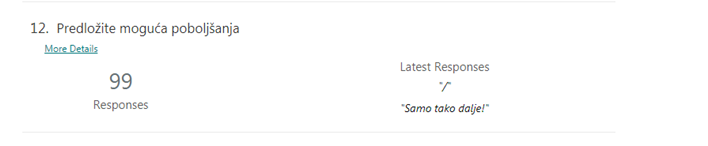 12. Predložite moguća poboljšanja
More Details
99
Responses
Latest Responses
"/"
"Samo tako dalje!"